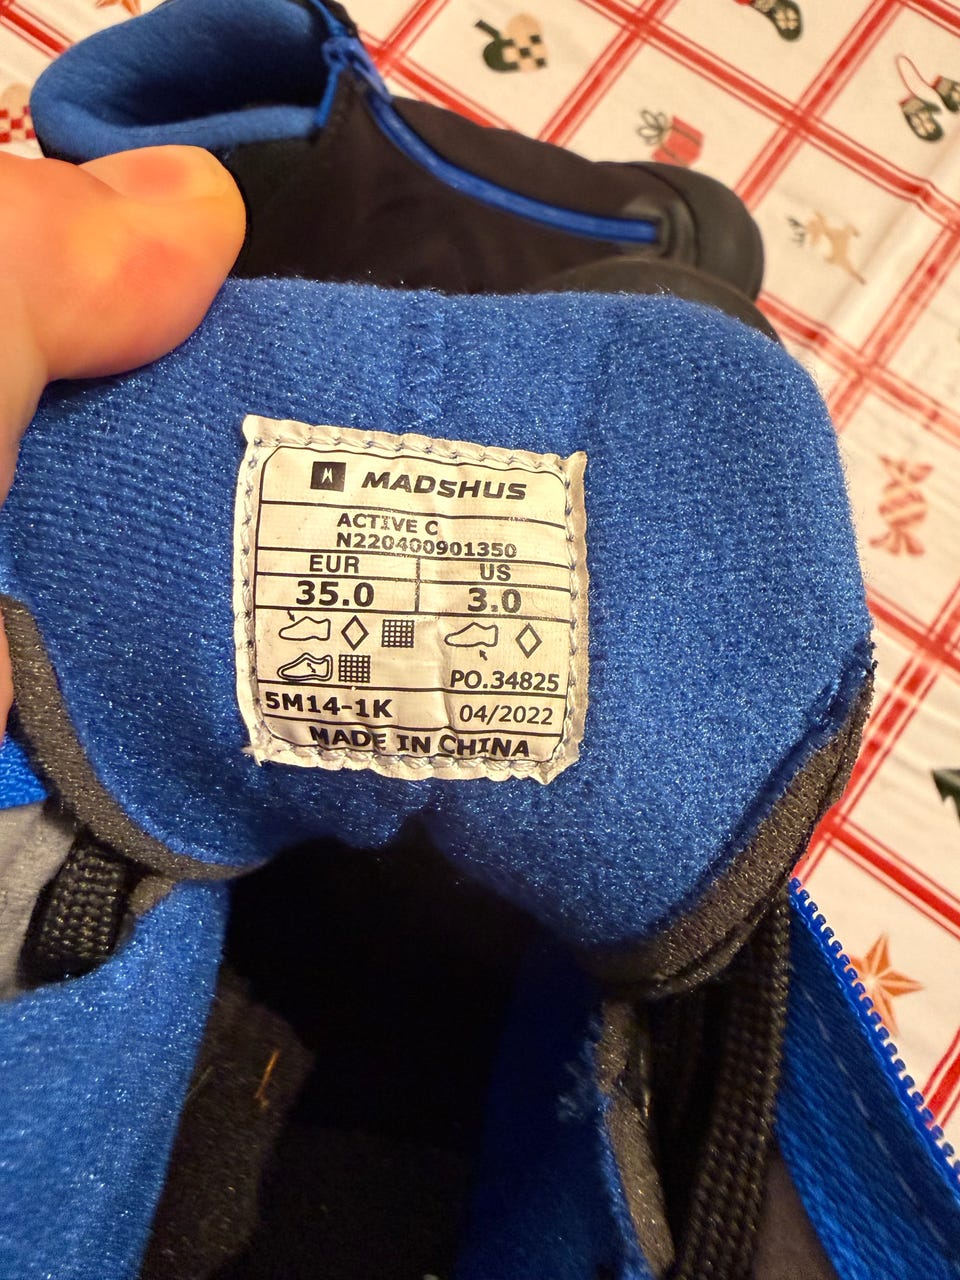 MADSHUS
ACTIVE C
N220400901350
EUR US
35.0 3.0
PO.34825
5M14-1K 04/2022
MADE IN CHINA